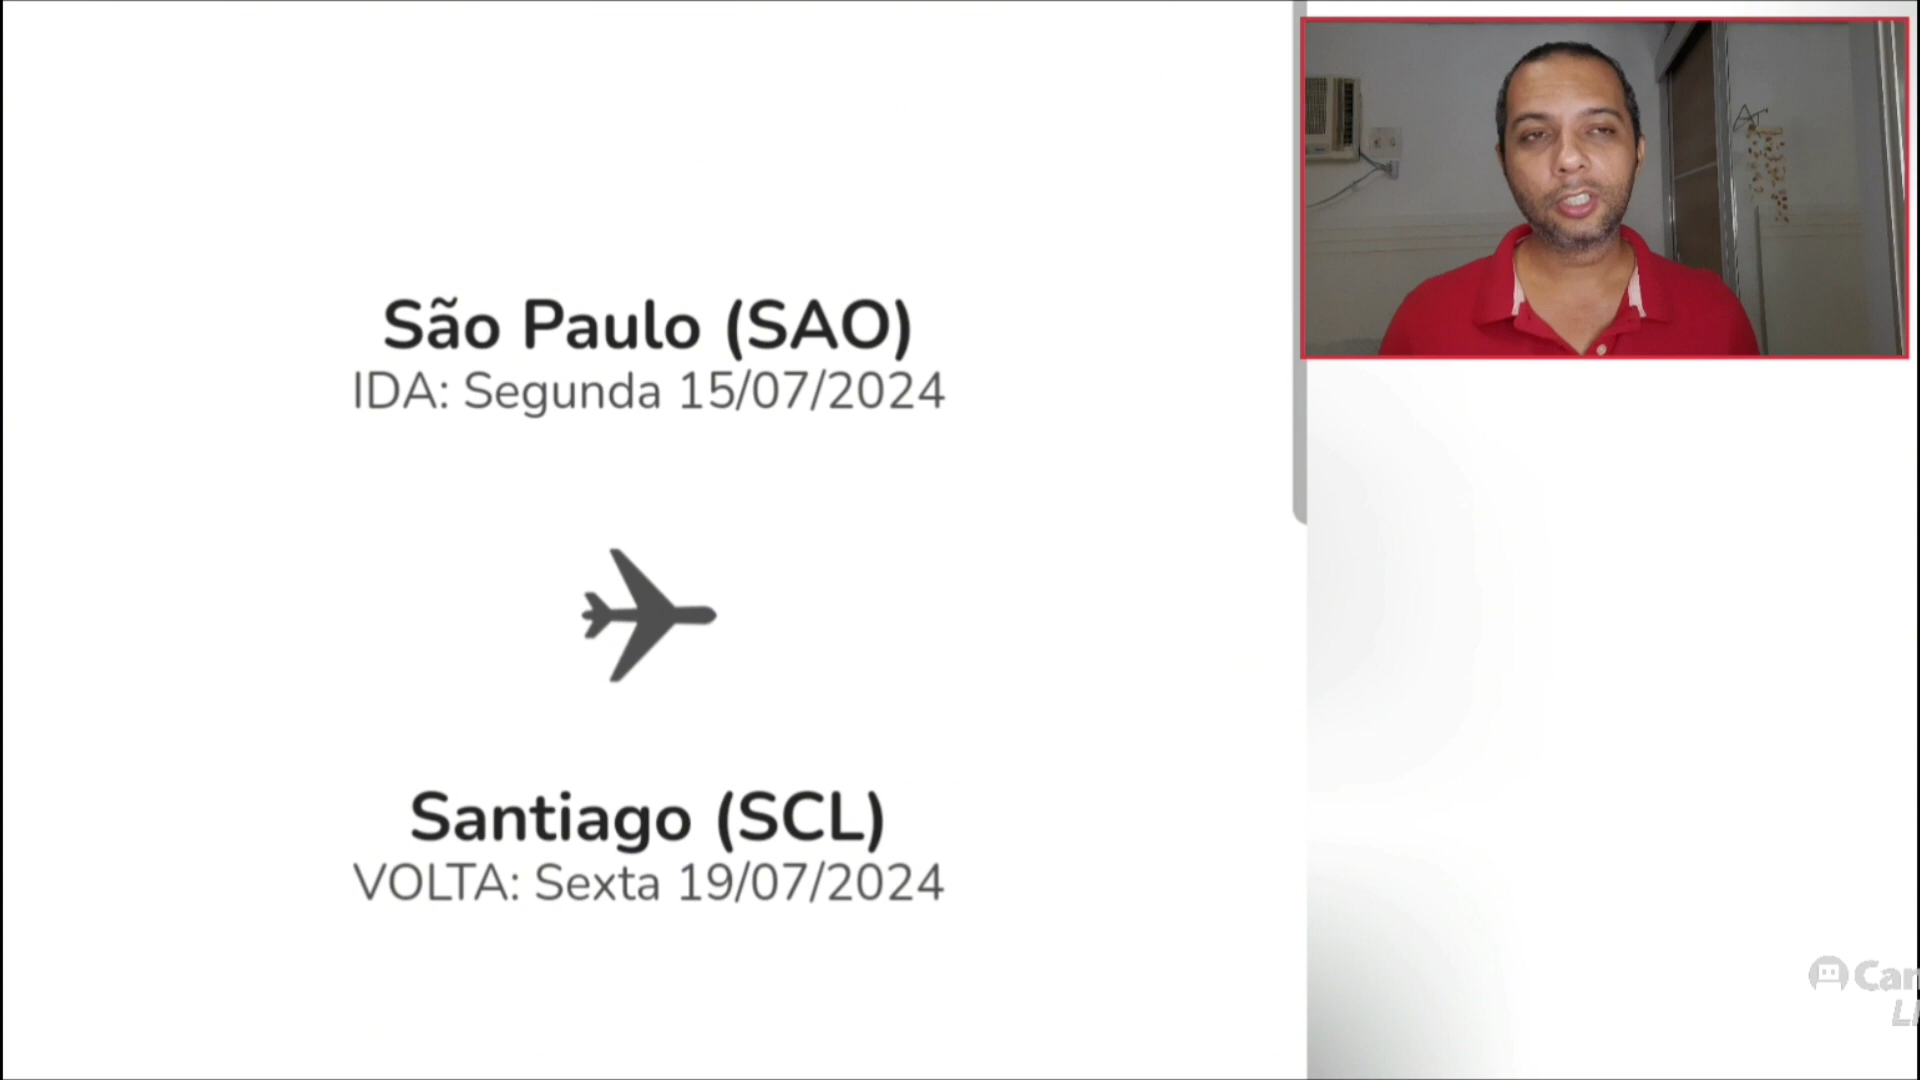 São Paulo (SAO)
IDA: Segunda 15/07/2024
Santiago (SCL)
VOLTA: Sexta 19/07/2024